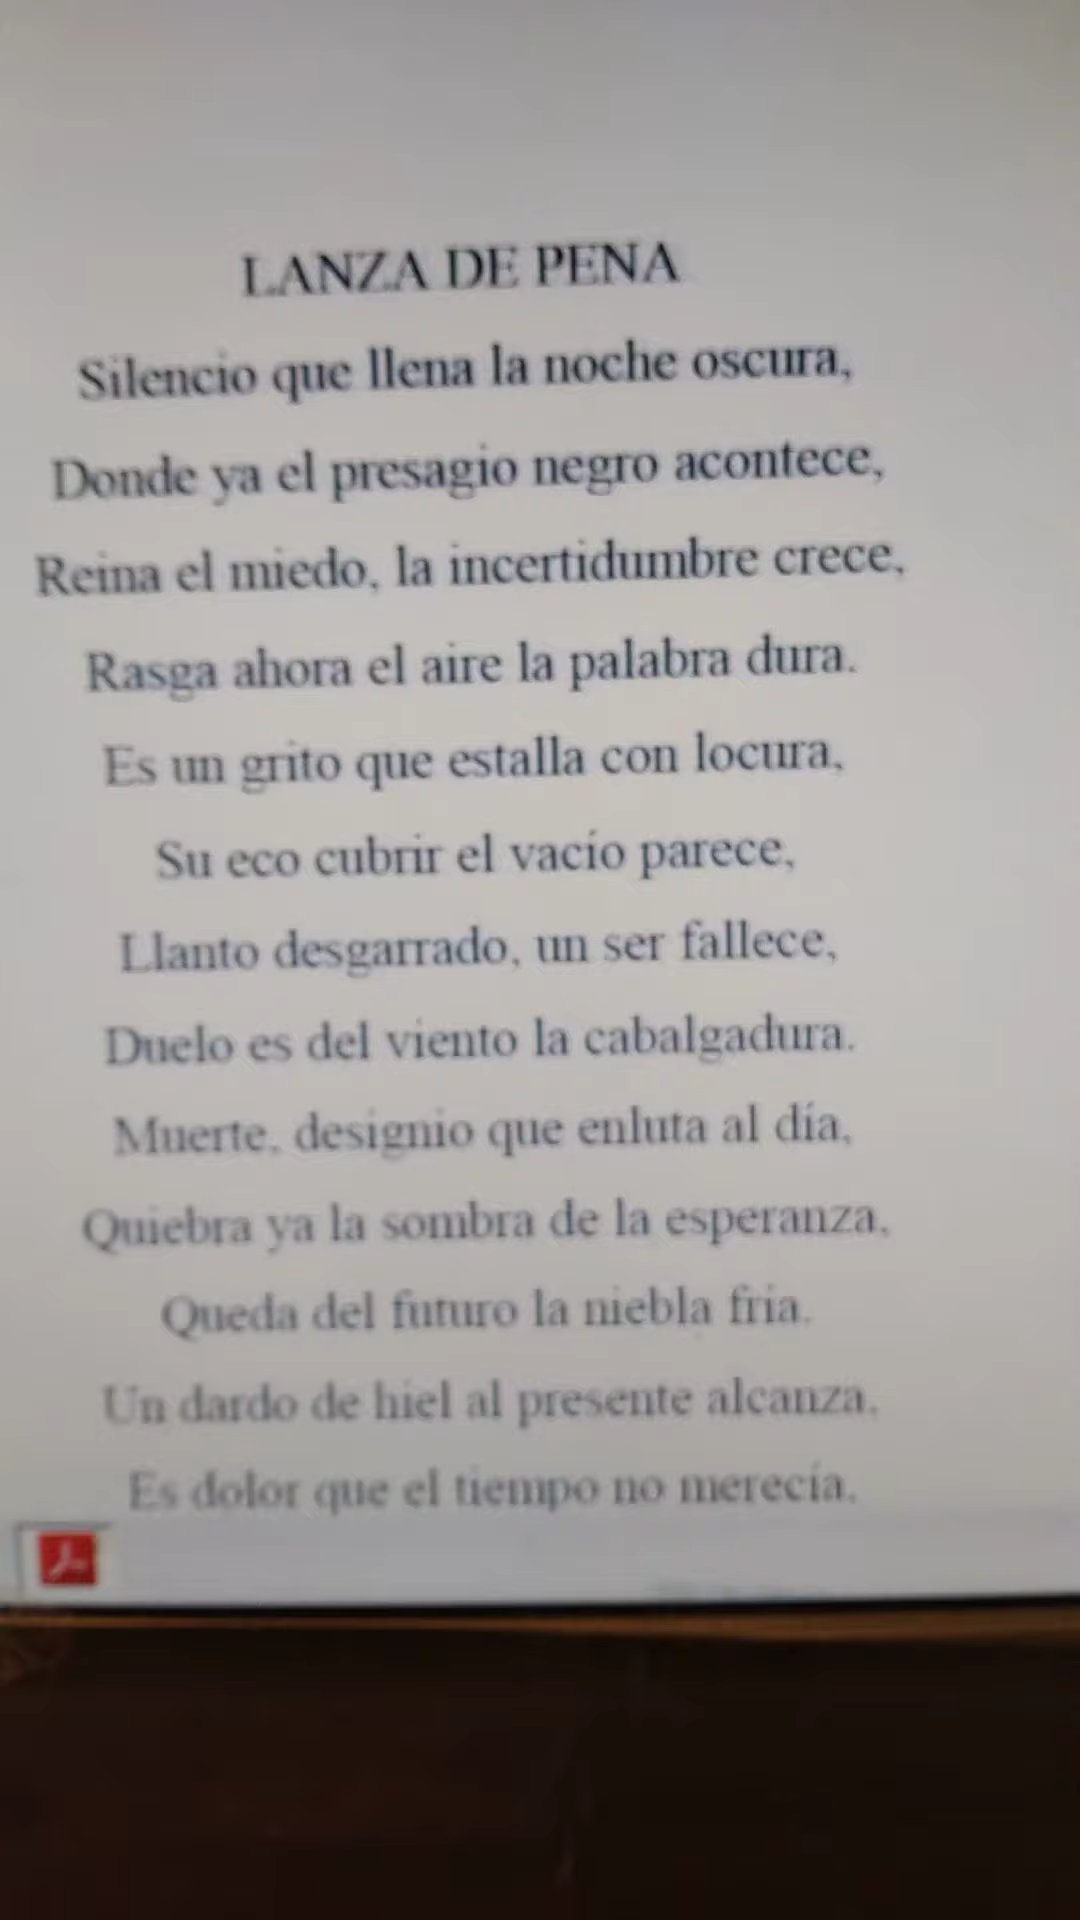 LANZA DE PENA
Silencio que llena la noche oscura,
Donde ya el presagio negro acontece,
Reina el miedo, la incertidumbre crece,
Rasga ahora el aire la palabra dura.
Es un grito que estalla con locura,
Su eco cubrir el vacío parece,
Llanto desgarrado, un ser fallece,
Duelo es del viento la cabalgadura.
Muerte, designio que enluta al día,
Quiebra ya la sombra de la esperanza,
Queda del futuro la niebla fría.
Un dardo de hiel al presente alcanza,
Es dolor que el tiempo no merecía,